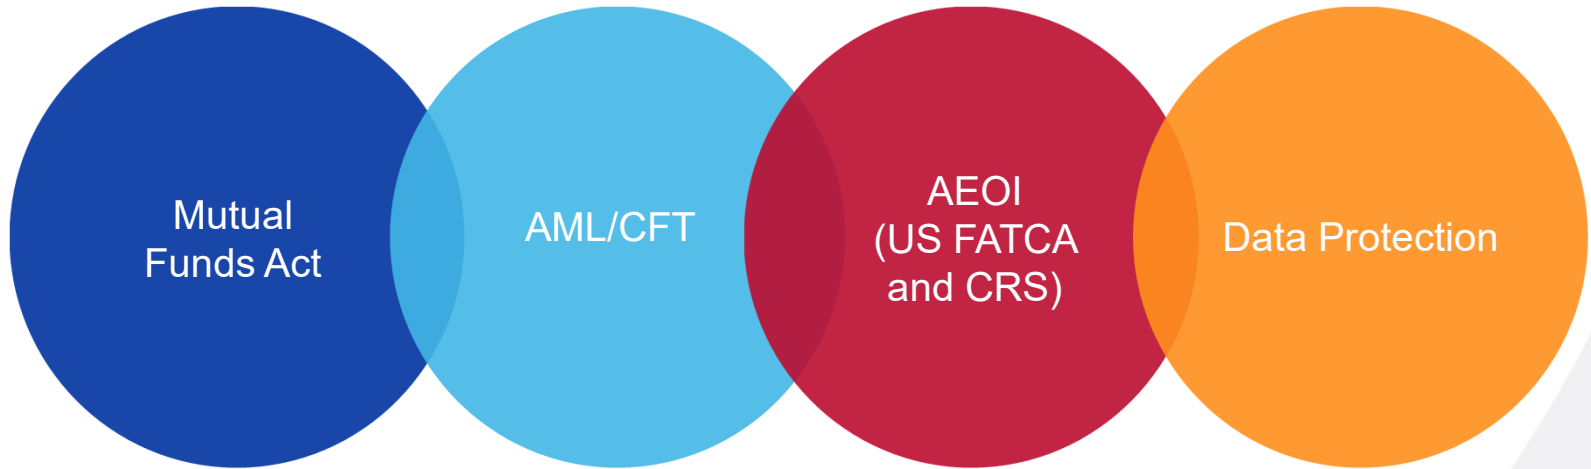 Mutual
Funds Act
AML/CFT
AEOI
(US FATCA
and CRS)
Data Protection